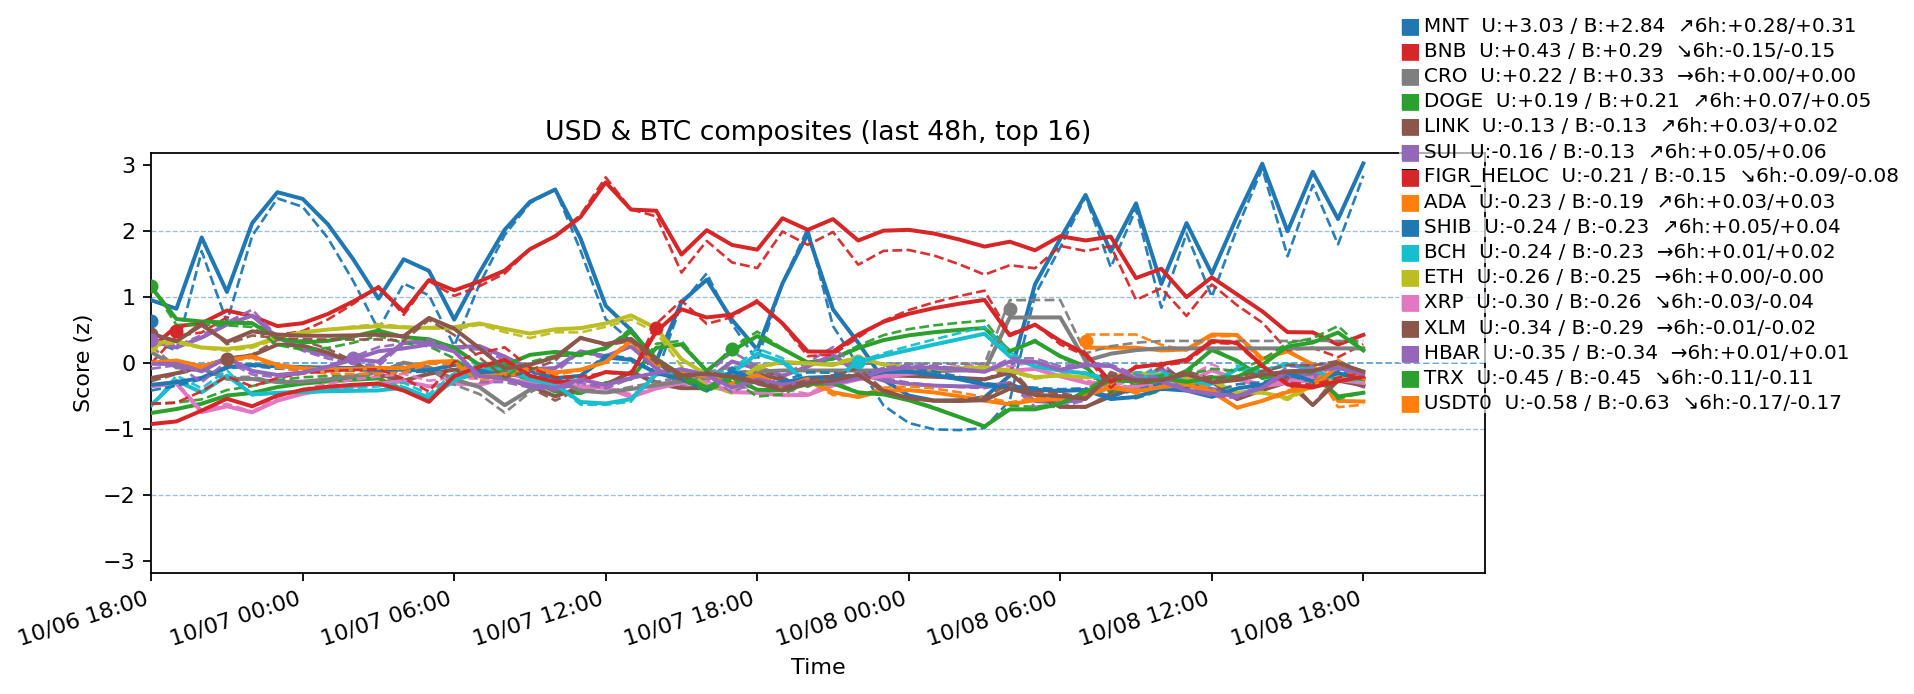 MNT  U:+3.03 / B:+2.84  ↗6h:+0.28/+0.31
BNB  U:+0.43 / B:+0.29  ↘6h:-0.15/-0.15
CRO  U:+0.22 / B:+0.33  →6h:+0.00/+0.00
DOGE  U:+0.19 / B:+0.21  ↗6h:+0.07/+0.05
LINK  U:-0.13 / B:-0.13  ↗6h:+0.03/+0.02
SUI  U:-0.16 / B:-0.13  ↗6h:+0.05/+0.06
FIGR_HELOC  U:-0.21 / B:-0.15  ↘6h:-0.09/-0.08
ADA  U:-0.23 / B:-0.19  ↗6h:+0.03/+0.03
SHIB  U:-0.24 / B:-0.23  ↗6h:+0.05/+0.04
BCH  U:-0.24 / B:-0.23  →6h:+0.01/+0.02
ETH  U:-0.26 / B:-0.25  →6h:+0.00/-0.00
XRP  U:-0.30 / B:-0.26  ↘6h:-0.03/-0.04
XLM  U:-0.34 / B:-0.29  →6h:-0.01/-0.02
HBAR  U:-0.35 / B:-0.34  →6h:+0.01/+0.01
TRX  U:-0.45 / B:-0.45  ↘6h:-0.11/-0.11
USDT0  U:-0.58 / B:-0.63  ↘6h:-0.17/-0.17
USD & BTC composites (last 48h, top 16)
Score (z)
3
2
1
0
−1
−2
−3
10/06 18:00
10/07 00:00
10/07 06:00
10/07 12:00
10/07 18:00
10/08 00:00
10/08 06:00
10/08 12:00
10/08 18:00
Time